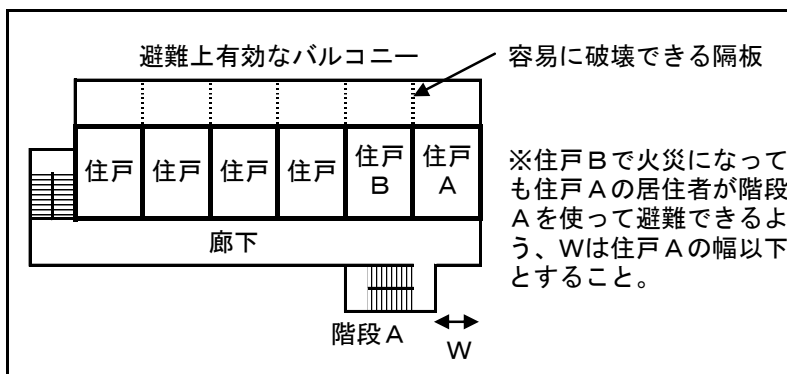 避難上有効なバルコニー
容易に破壊できる隔板
住戸
住戸
住戸
住戸
住戸
B
住戸
A
※住戸Bで火災になって
も住戸Aの居住者が階段
Aを使って避難できるよ
う、Wは住戸Aの幅以下
とすること。
廊下
階段A
W